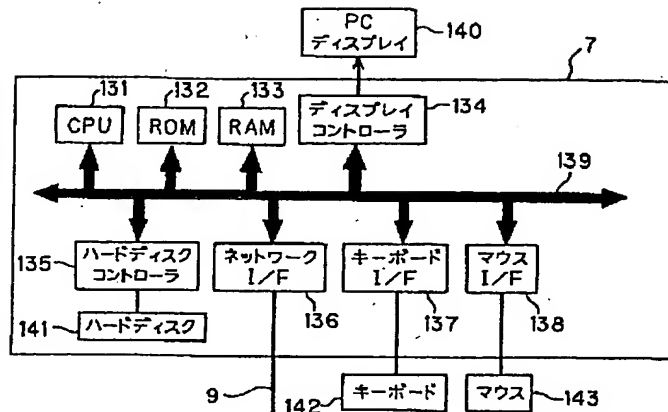 PC
ディスプレイ
140
7
131
132
133
CPU
ROM
RAM
ディスプレイ
コントローラ
134
139
135
ハードディスク
コントローラ
ネットワーク
I/F
キーボード
I/F
マウス
I/F
136
137
138
141
ハードディスク
9
142
キーボード
マウス
143